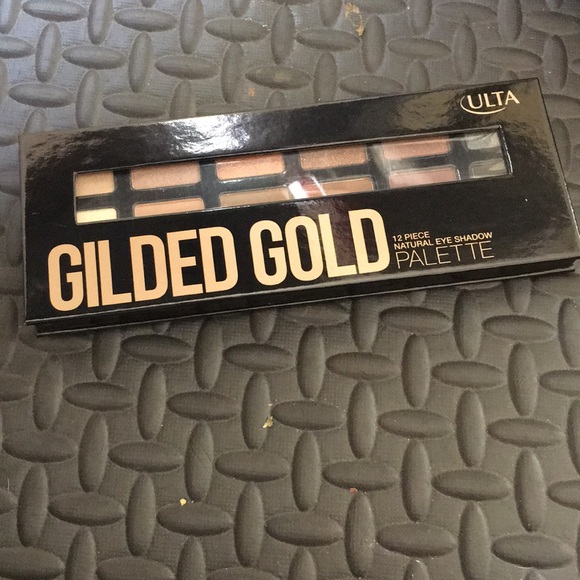 ULTA
GILDED GOLD
12 PIECE
NATURAL EYE SHADOW
PALETTE